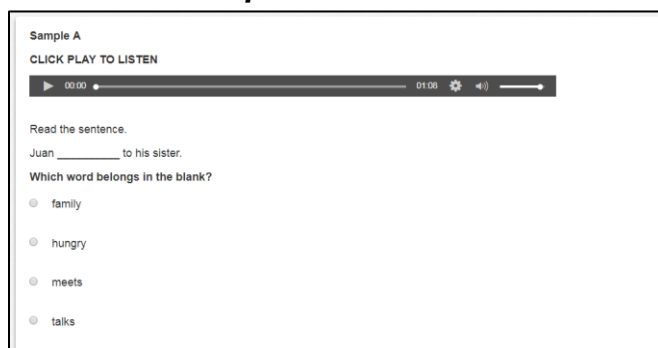 Sample A
CLICK PLAY TO LISTEN
00:00 01:08
Read the sentence.
Juan __________ to his sister.
Which word belongs in the blank?
family
hungry
meets
talks